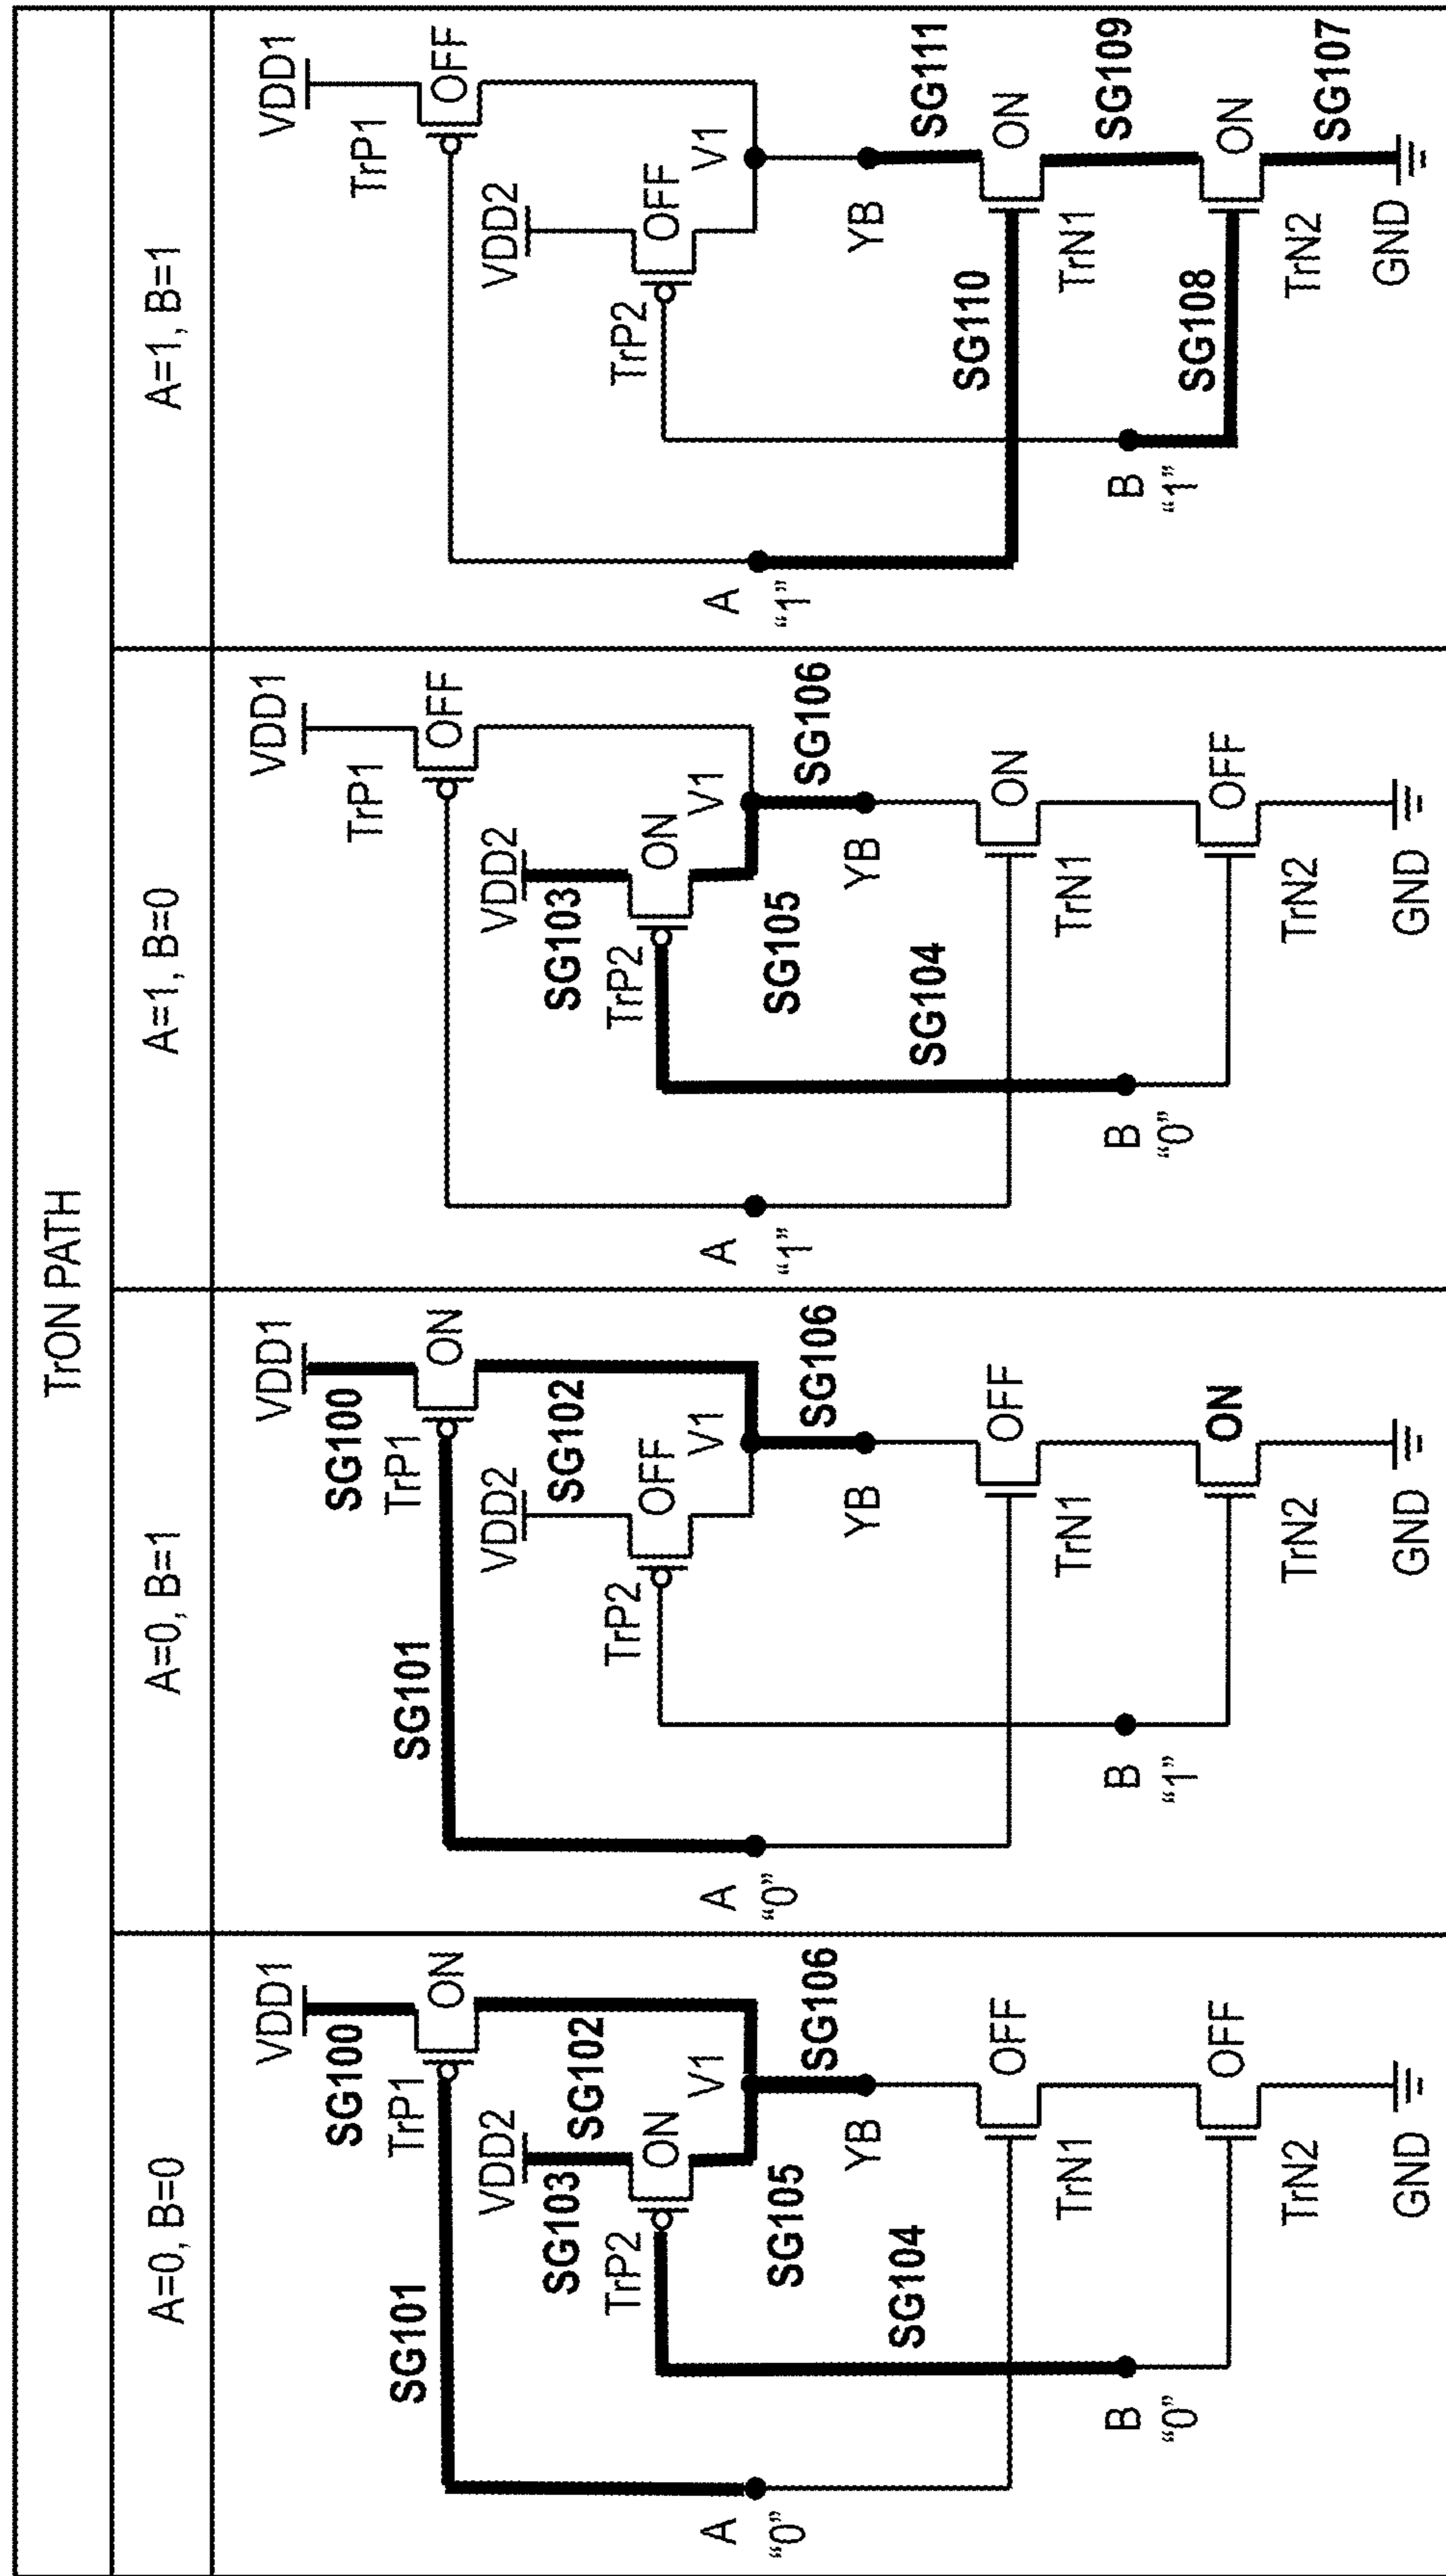 TrON PATH
A=0, B=0
A=0, B=1
A=1, B=0
A=1, B=1
VDD1
SG100
TrP1
ON
SG101
VDD2
SG103
SG102
TrP2
ON
V1
SG105
SG106
A
"0"
YB
SG104
OFF
TrN1
B
"0"
OFF
TrN2
GND
VDD1
SG100
TrP1
ON
SG101
VDD2
SG102
TrP2
OFF
V1
SG106
A
"0"
YB
OFF
TrN1
B
"1"
ON
TrN2
GND
VDD1
TrP1
OFF
VDD2
SG103
TrP2
ON
V1
SG105
SG106
A
"1"
YB
SG104
ON
TrN1
B
"0"
OFF
TrN2
GND
VDD1
TrP1
OFF
VDD2
TrP2
OFF
V1
A
"1"
YB
SG111
SG110
ON
TrN1
SG109
B
"1"
SG108
ON
TrN2
SG107
GND